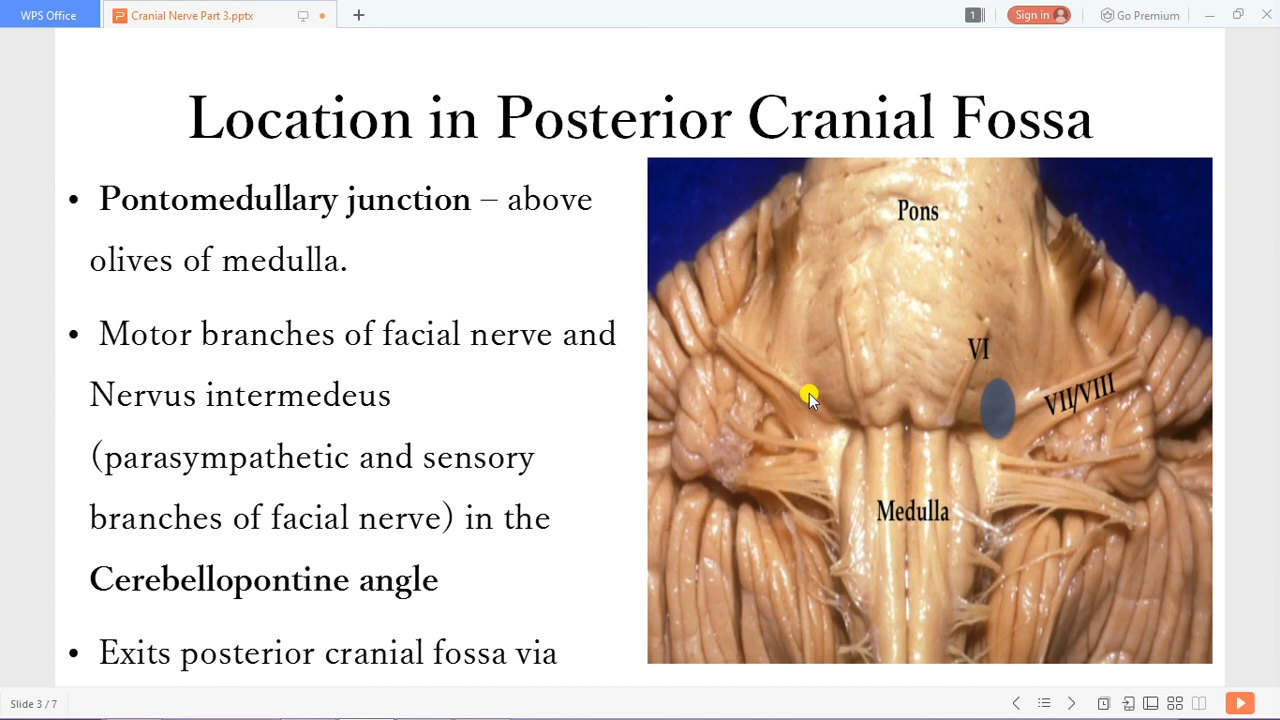 WPS Office
Cranial Nerve Part 3.pptx
1
Sign in
Go Premium
Location in Posterior Cranial Fossa
• Pontomedullary junction – above
olives of medulla.
• Motor branches of facial nerve and
Nervus intermedeus
(parasympathetic and sensory
branches of facial nerve) in the
Cerebellopontine angle
• Exits posterior cranial fossa via
Pons
VI
VII/VIII
Medulla
Slide 3 / 7